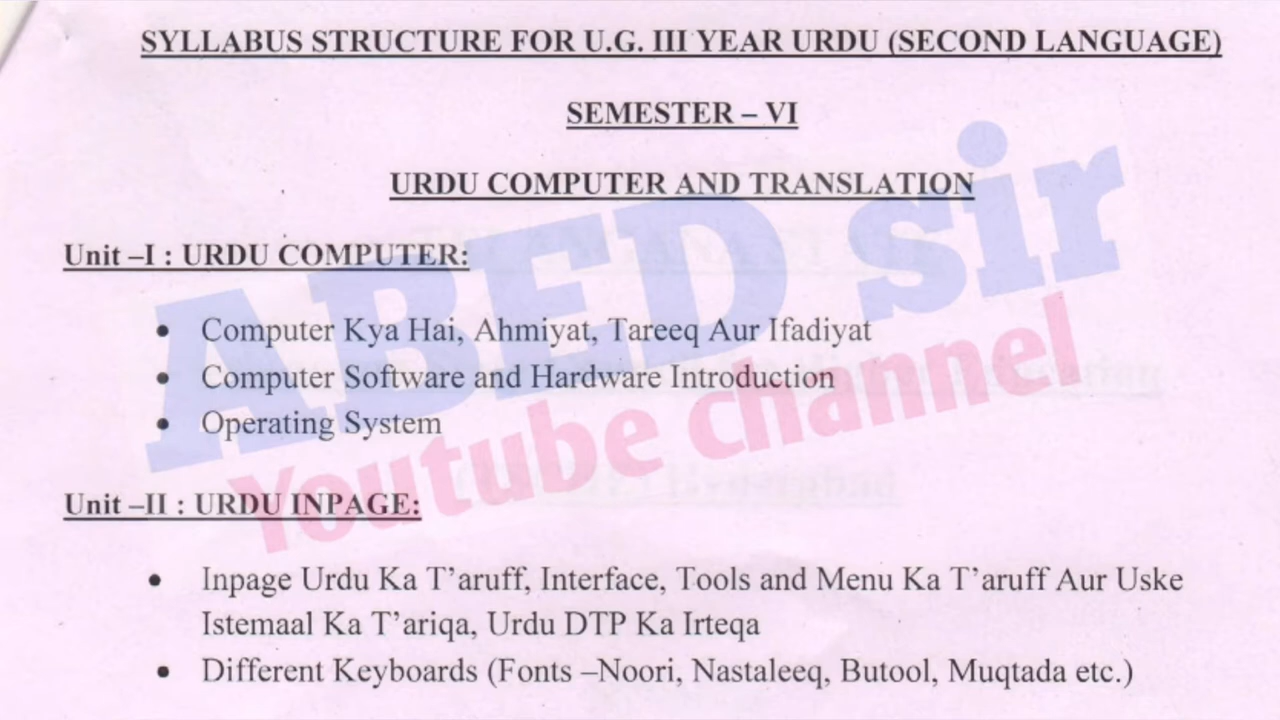 SYLLABUS STRUCTURE FOR U.G. III YEAR URDU (SECOND LANGUAGE)
SEMESTER – VI
URDU COMPUTER AND TRANSLATION
Unit –I : URDU COMPUTER:
• Computer Kya Hai, Ahmiyat, Tareeq Aur Ifadiyat
• Computer Software and Hardware Introduction
• Operating System
Unit –II : URDU INPAGE:
• Inpage Urdu Ka T’aruff, Interface, Tools and Menu Ka T’aruff Aur Uske
Istemaal Ka T’ariqa, Urdu DTP Ka Irteqa
• Different Keyboards (Fonts –Noori, Nastaleeq, Butool, Muqtada etc.)
ABED sir
Youtube channel